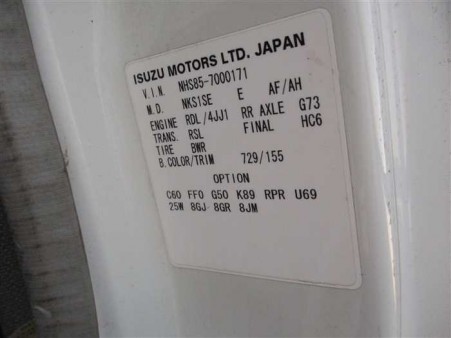 ISUZU MOTORS LTD. JAPAN
V.I.N. NHS85-7000171
M.D. NKS1SE E AF/AH
ENGINE RDL/4JJ1 RR AXLE G73
TRANS. RSL FINAL HC6
TIRE BWR
B.COLOR/TRIM 729/155
OPTION
C60 FF0 G50 K89 RPR U69
25W 8GJ 8GR 8JM